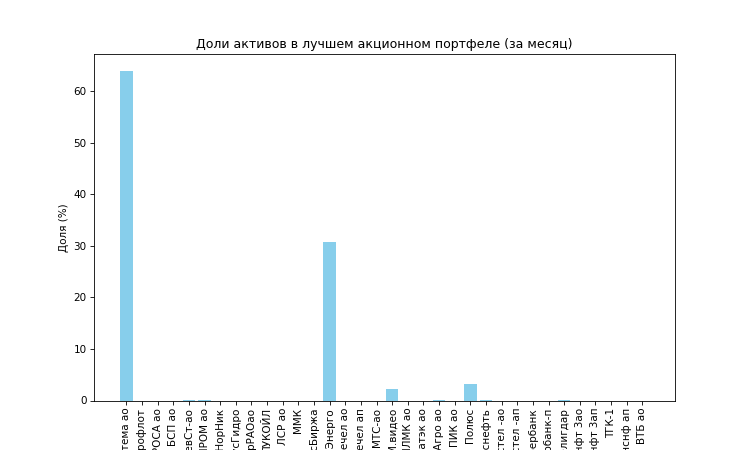 Доли активов в лучшем акционном портфеле (за месяц)
Доля (%)
60
50
40
30
20
10
0
тема ао
рофлот
РОСА ао
БСП ао
евСт-ао
ПРОМ ао
НорНик
сГидро
рРАОао
ЛУКОЙЛ
ЛСР ао
ММК
сБиржа
Энерго
ечел ао
ечел ап
МТС-ао
М.видео
ЛМК ао
атэк ао
Агро ао
ПИК ао
Полюс
снефть
стел -ао
стел -ап
ербанк
рбанк-п
лигдар
нфт 3ао
нфт 3ап
ТГК-1
нснф ап
ВТБ ао